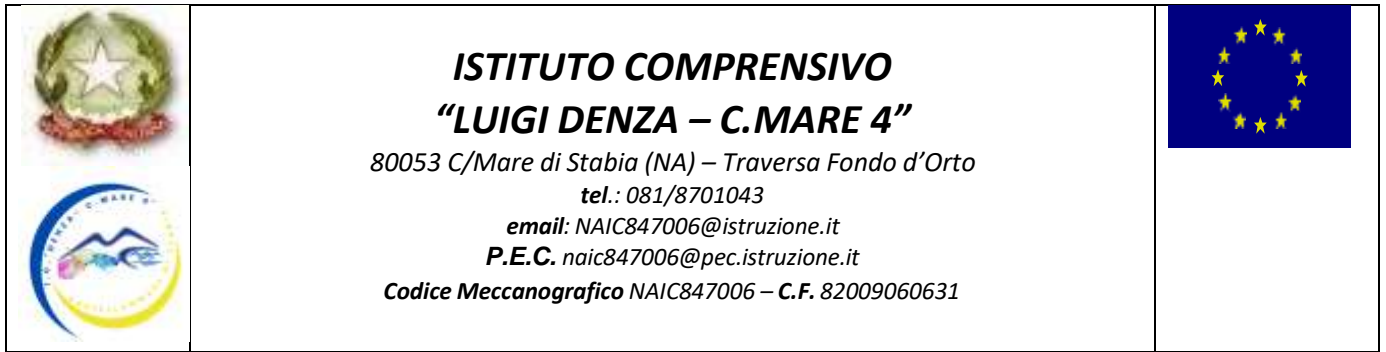 ISTITUTO COMPRENSIVO
“LUIGI DENZA – C.MARE 4”
80053 C/Mare di Stabia (NA) – Traversa Fondo d’Orto
tel.: 081/8701043
email: NAIC847006@istruzione.it
P.E.C. naic847006@pec.istruzione.it
Codice Meccanografico NAIC847006 – C.F. 82009060631